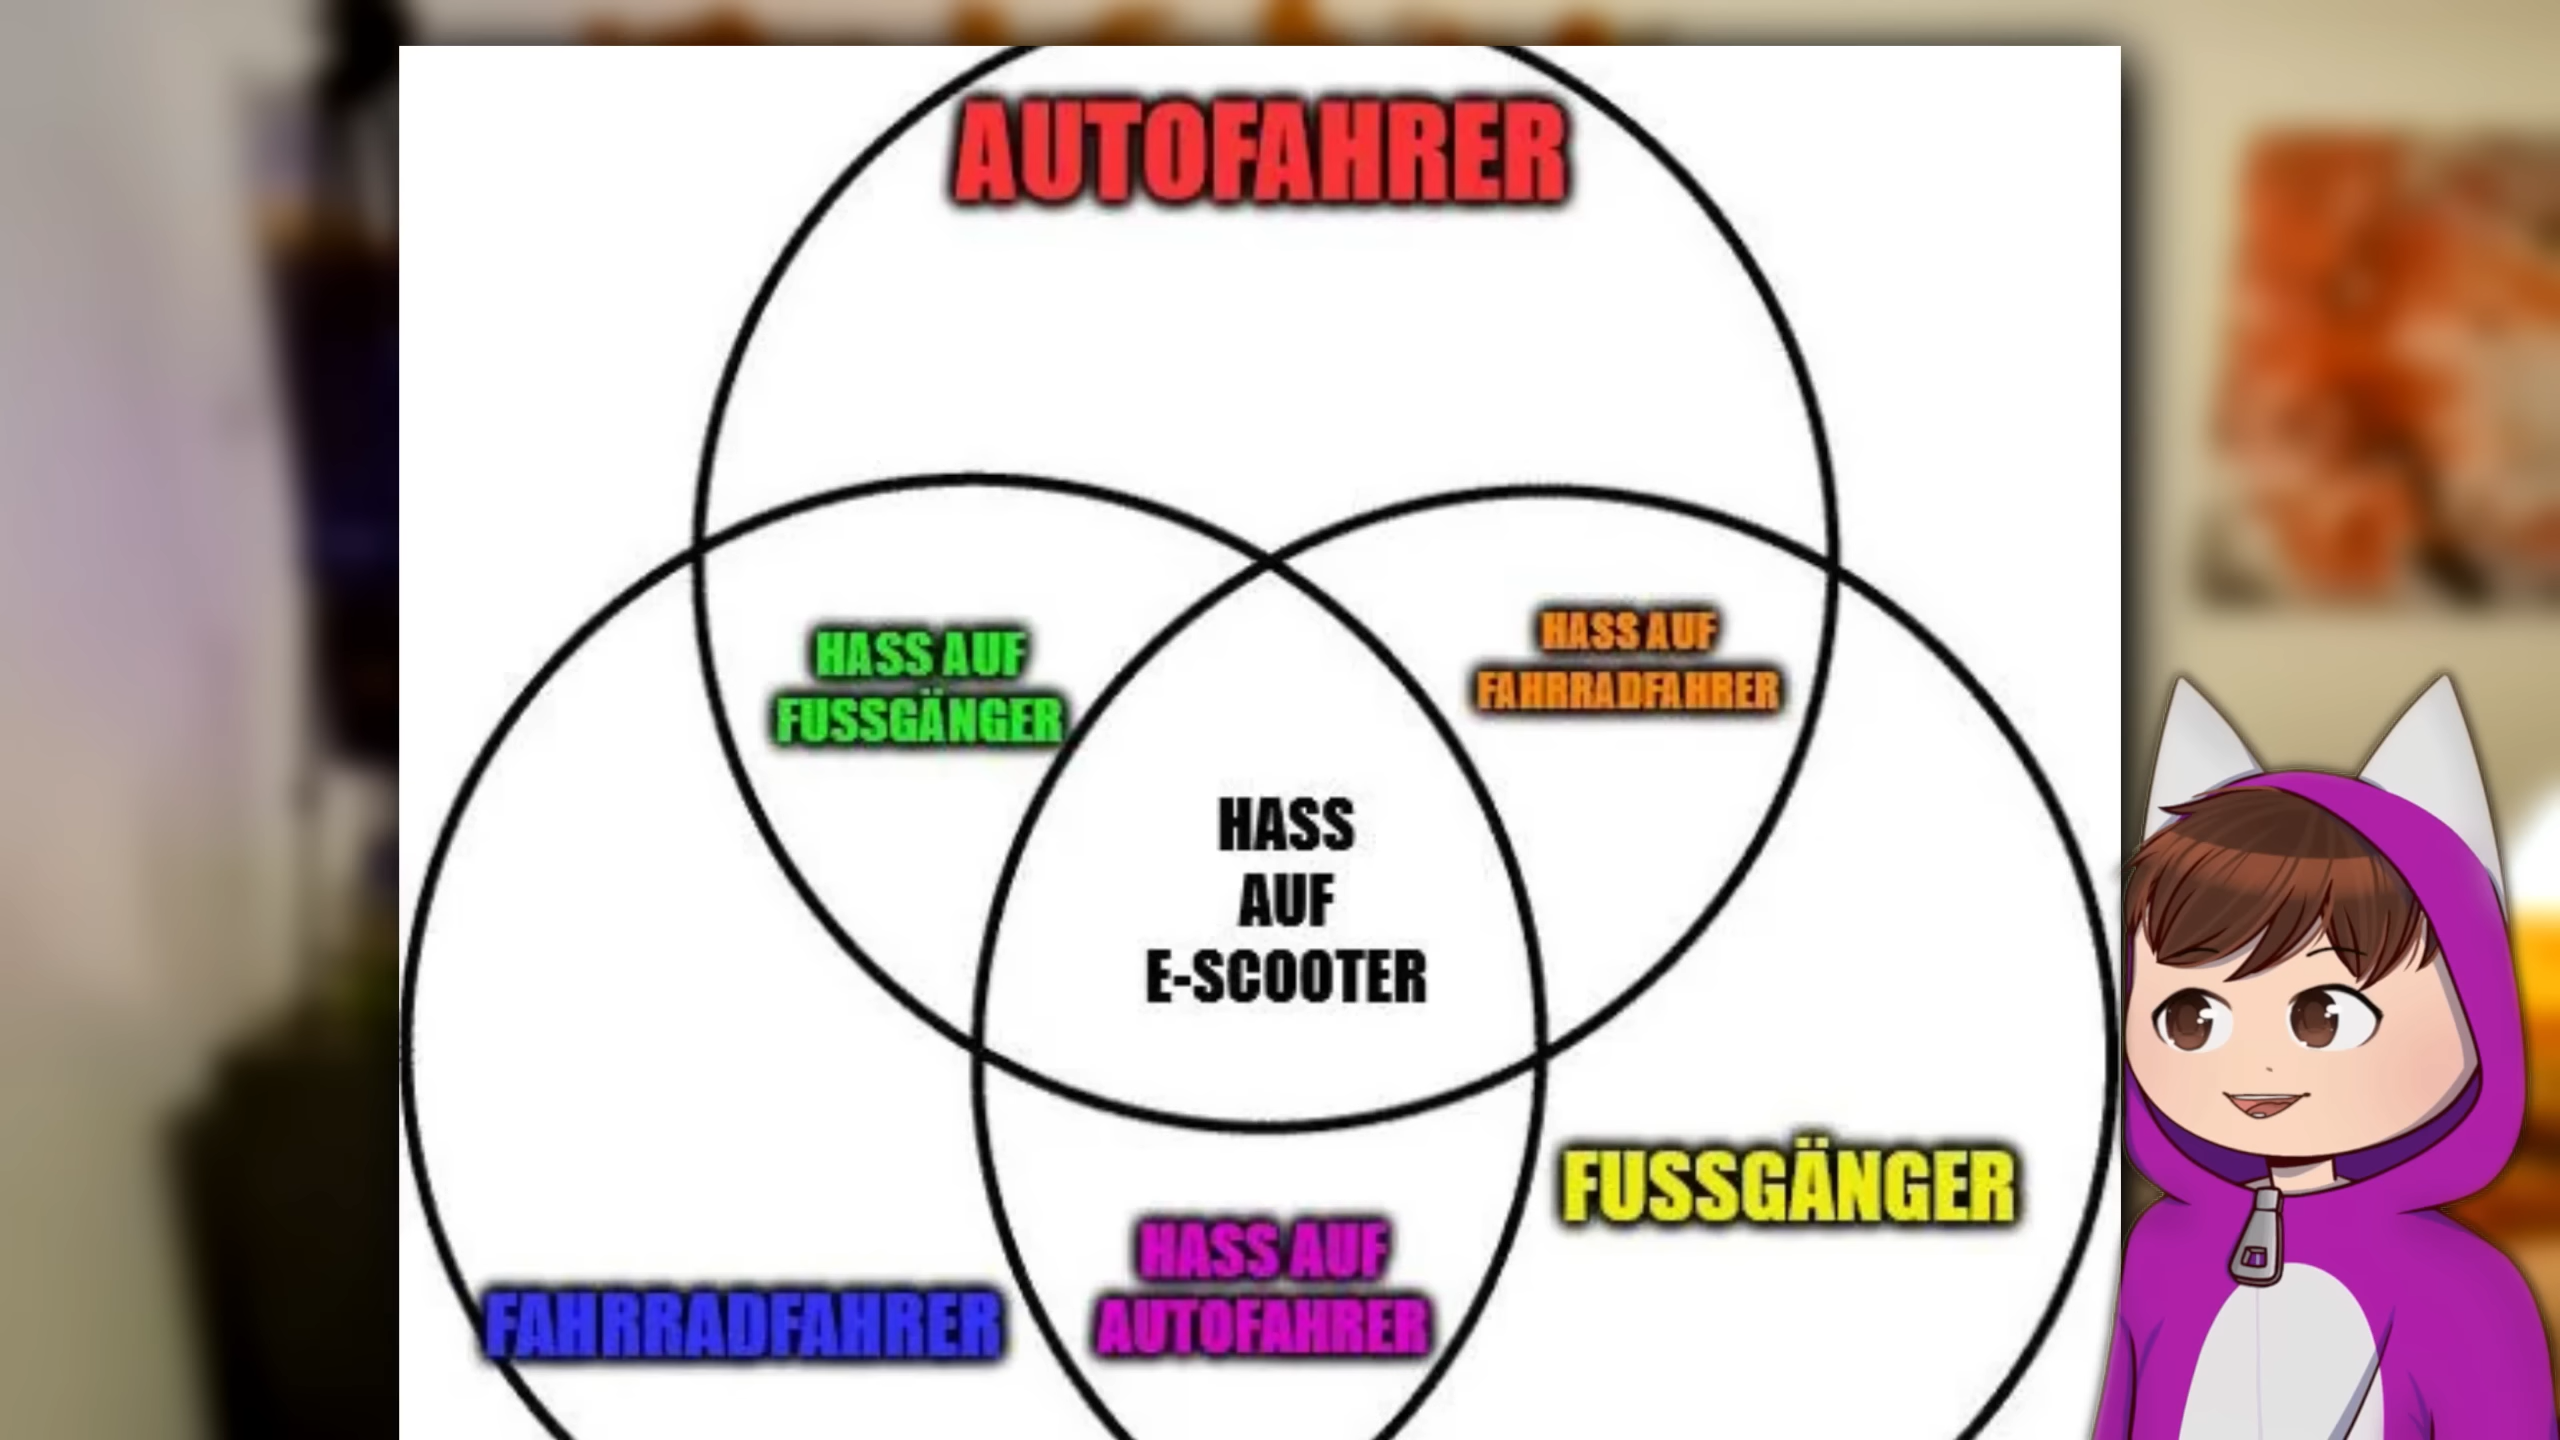 AUTOFAHRER
HASS AUF
FUSSGÄNGER
HASS AUF
FAHRRADFAHRER
HASS
AUF
E-SCOOTER
FUSSGÄNGER
HASS AUF
AUTOFAHRER
FAHRRADFAHRER